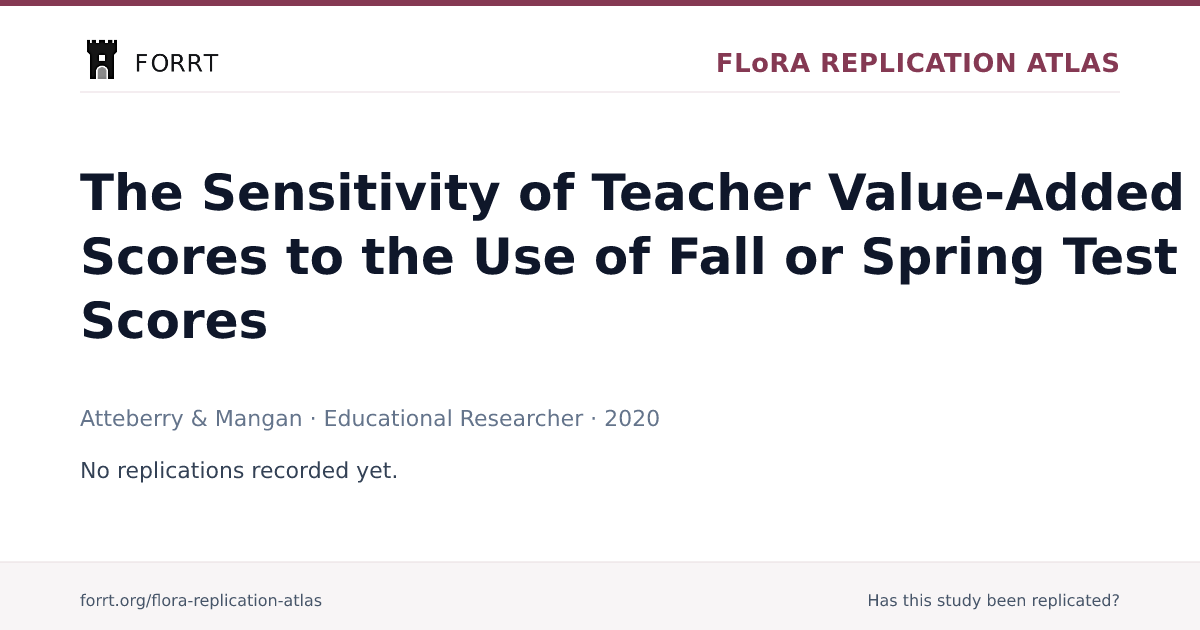 FORRT
FLoRA REPLICATION ATLAS
The Sensitivity of Teacher Value-Added
Scores to the Use of Fall or Spring Test
Scores
Atteberry & Mangan · Educational Researcher · 2020
No replications recorded yet.
forrt.org/flora-replication-atlas
Has this study been replicated?